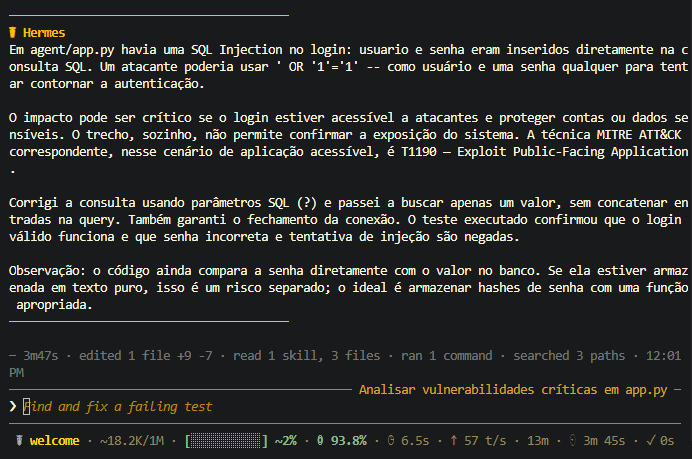 Hermes
Em agent/app.py havia uma SQL Injection no login: usuario e senha eram inseridos diretamente na c
onsulta SQL. Um atacante poderia usar ' OR '1'='1' -- como usuário e uma senha qualquer para tent
ar contornar a autenticação.
O impacto pode ser crítico se o login estiver acessível a atacantes e proteger contas ou dados se
nsíveis. O trecho, sozinho, não permite confirmar a exposição do sistema. A técnica MITRE ATT&CK
correspondente, nesse cenário de aplicação acessível, é T1190 — Exploit Public-Facing Application
.
Corrigi a consulta usando parâmetros SQL (?) e passei a buscar apenas um valor, sem concatenar en
tradas na query. Também garanti o fechamento da conexão. O teste executado confirmou que o login
válido funciona e que senha incorreta e tentativa de injeção são negadas.
Observação: o código ainda compara a senha diretamente com o valor no banco. Se ela estiver armaz
enada em texto puro, isso é um risco separado; o ideal é armazenar hashes de senha com uma função
apropriada.
— 3m47s · edited 1 file +9 -7 · read 1 skill, 3 files · ran 1 command · searched 3 paths · 12:01
PM
Analisar vulnerabilidades críticas em app.py —
❯ Find and fix a failing test
welcome · ~18.2K/1M · [░░░░░░░░░░] ~2% · 93.8% · 6.5s · ↑ 57 t/s · 13m · 3m 45s · ✓ 0s